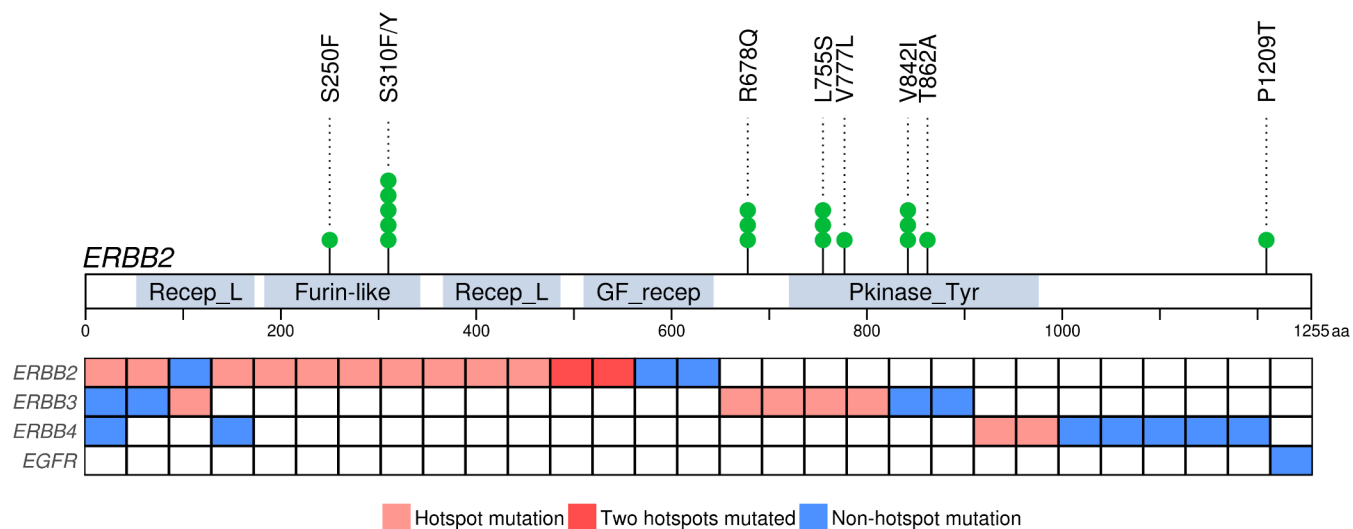 S250F
S310F/Y
R678Q
L755S
V777L
V842I
T862A
P1209T
ERBB2
Recep_L Furin-like Recep_L GF_recep Pkinase_Tyr
0 200 400 600 800 1000 1255aa
ERBB2
ERBB3
ERBB4
EGFR
Hotspot mutation Two hotspots mutated Non-hotspot mutation